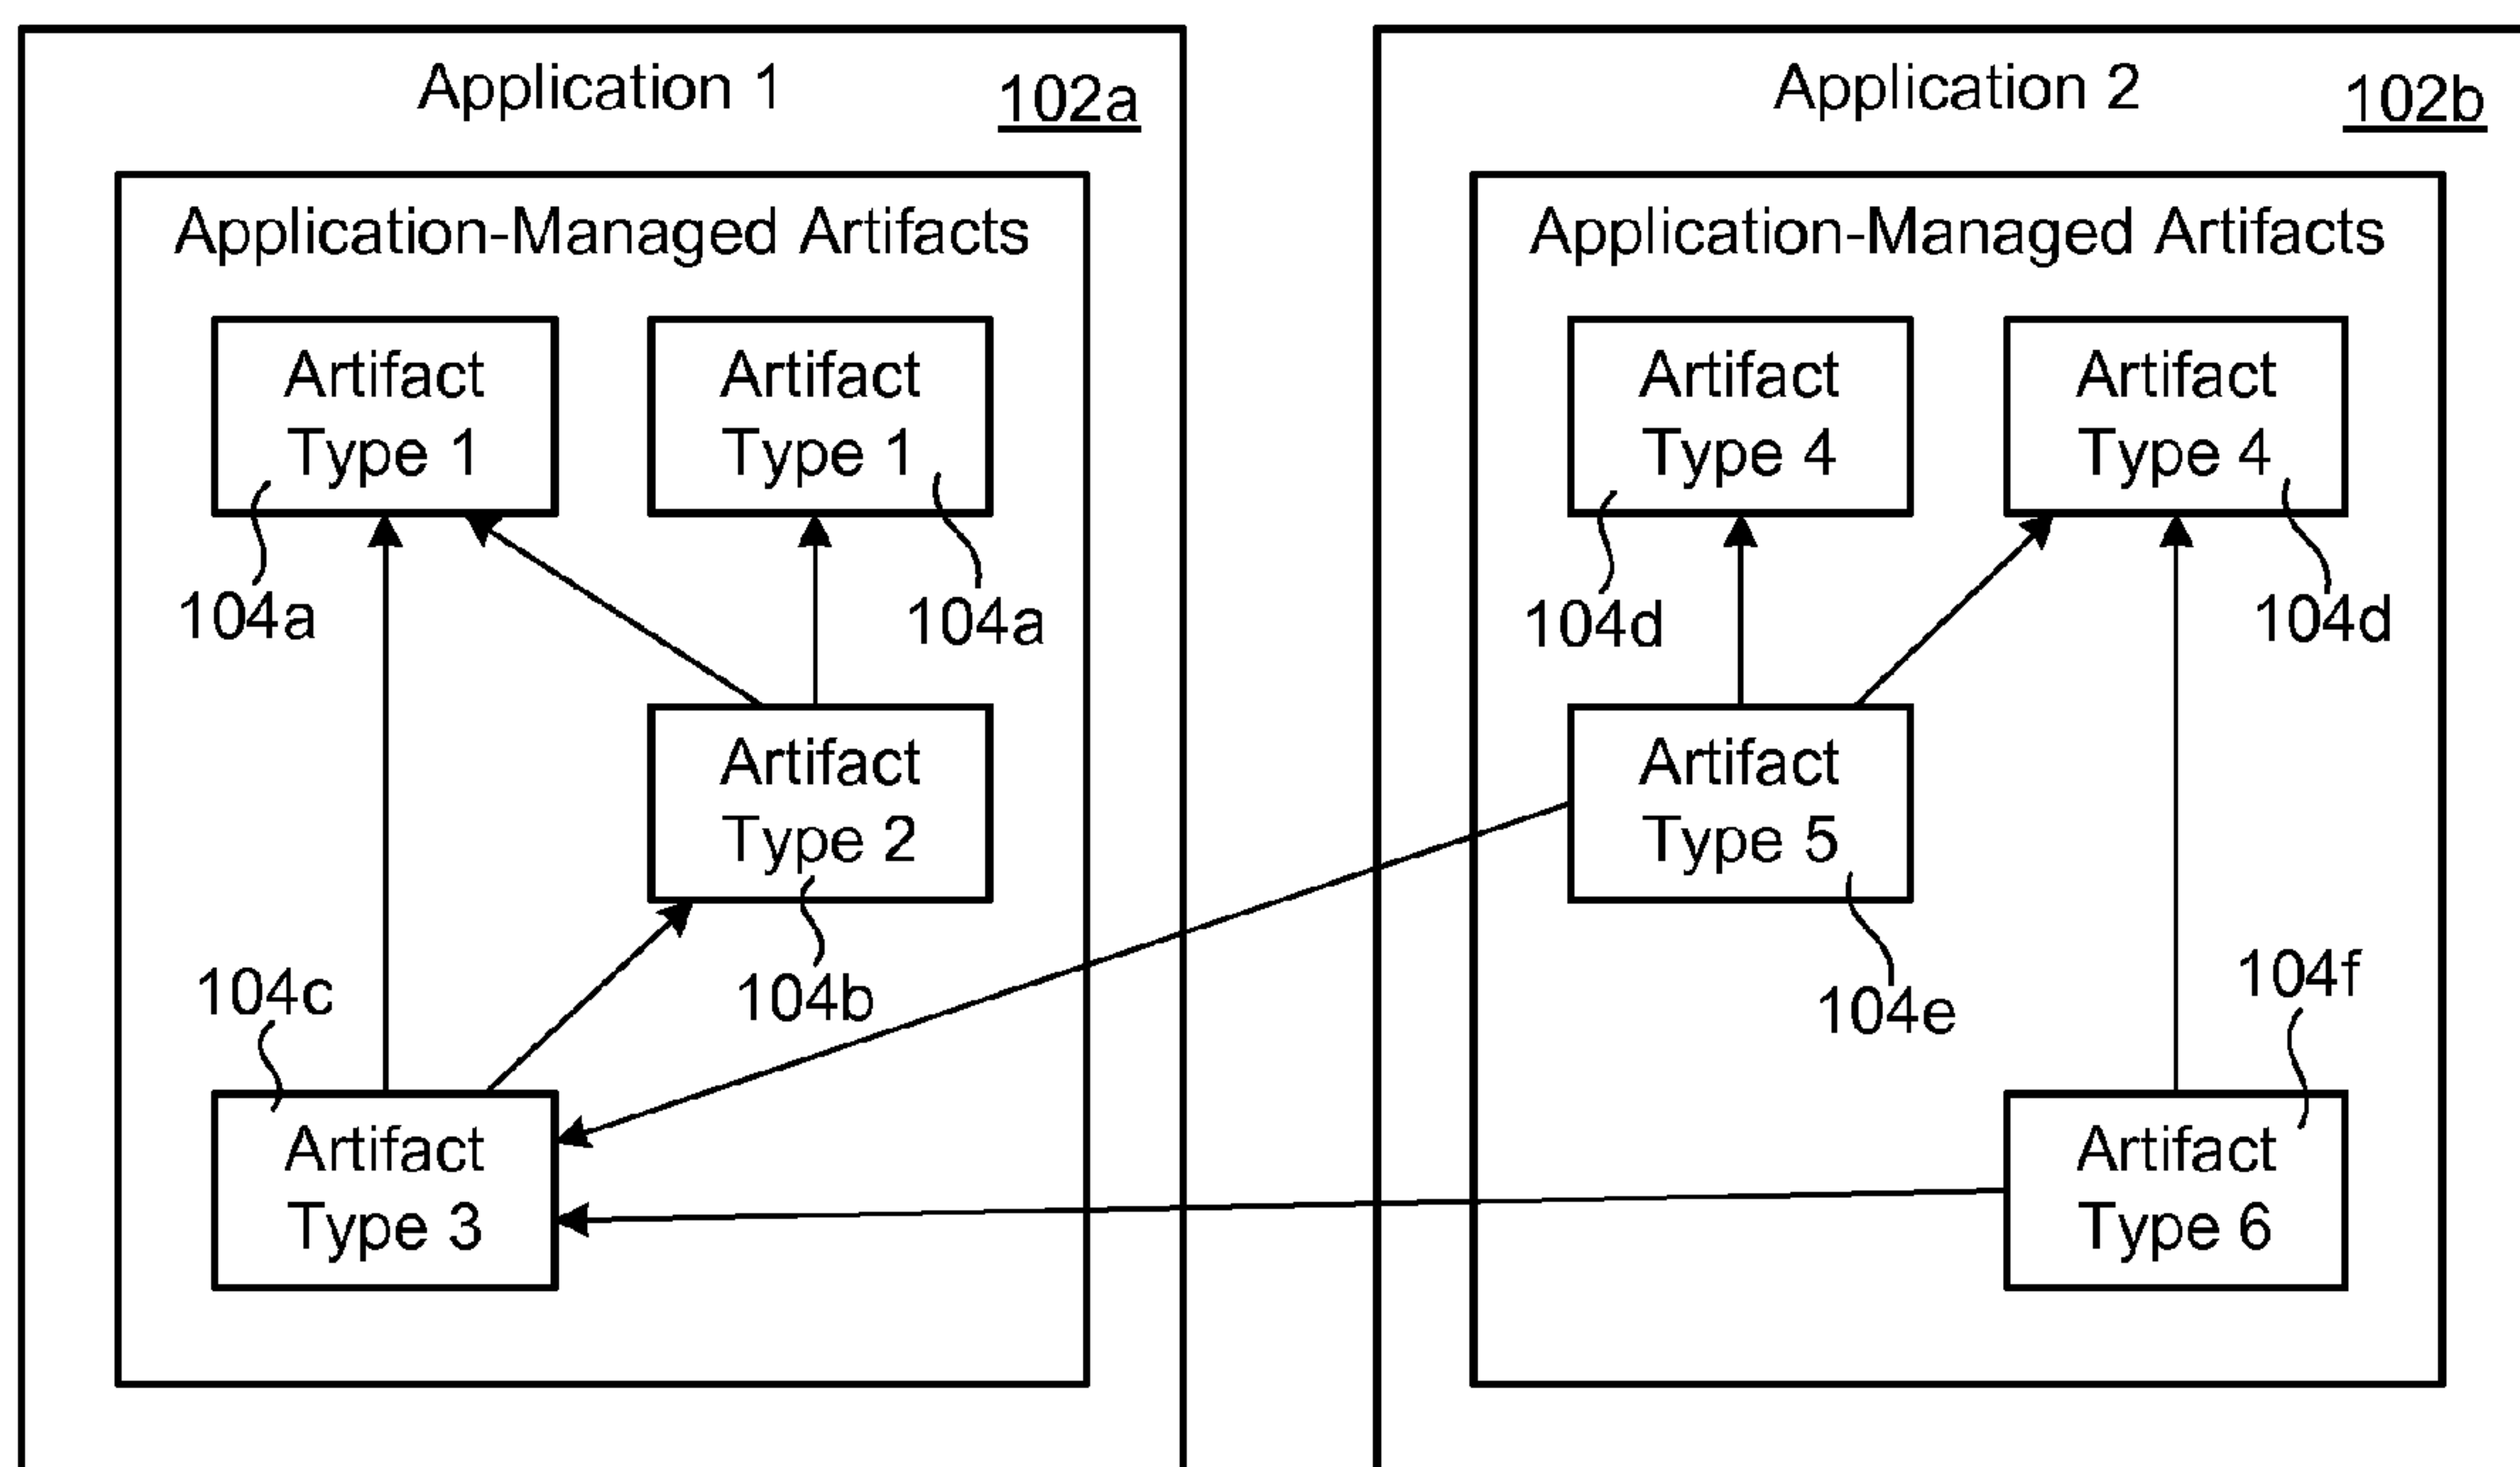 Application 1
102a
Application-Managed Artifacts
Artifact
Type 1
104a
Artifact
Type 1
104a
Artifact
Type 2
104b
104c
Artifact
Type 3
Application 2
102b
Application-Managed Artifacts
Artifact
Type 4
104d
Artifact
Type 4
104d
Artifact
Type 5
104e
104f
Artifact
Type 6